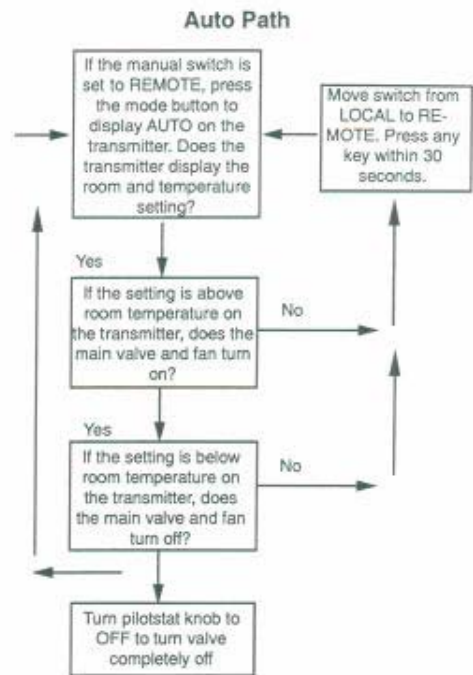 Auto Path
If the manual switch is
set to REMOTE, press
the mode button to
display AUTO on the
transmitter. Does the
transmitter display the
room and temperature
setting?
Move switch from
LOCAL to RE-
MOTE. Press any
key within 30
seconds.
Yes
If the setting is above
room temperature on
the transmitter, does the
main valve and fan turn
on?
No
Yes
If the setting is below
room temperature on
the transmitter, does
the main valve and fan
turn off?
No
Turn pilotstat knob to
OFF to turn valve
completely off